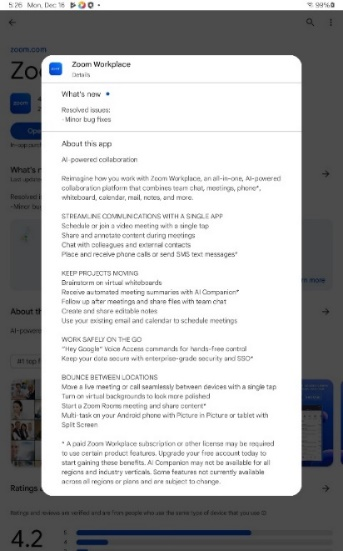 5:26 Mon, Dec 16
99%
zoom.com
Zoom Workplace
Details
What's new
Resolved issues:
- Minor bug fixes
About this app
AI-powered collaboration
Reimagine how you work with Zoom Workplace, an all-in-one, AI-powered
collaboration platform that combines team chat, meetings, phone*,
whiteboard, calendar, mail, notes, and more.
STREAMLINE COMMUNICATIONS WITH A SINGLE APP
Schedule or join a video meeting with a single tap
Share and annotate content during meetings
Chat with colleagues and external contacts
Place and receive phone calls or send SMS text messages*
KEEP PROJECTS MOVING
Brainstorm on virtual whiteboards
Receive automated meeting summaries with AI Companion*
Follow up after meetings and share files with team chat
Create and share editable notes
Use your existing email and calendar to schedule meetings
WORK SAFELY ON THE GO
"Hey Google" Voice Access commands for hands-free control
Keep your data secure with enterprise-grade security and SSO*
BOUNCE BETWEEN LOCATIONS
Move a live meeting or call seamlessly between devices with a single tap
Turn on virtual backgrounds to look more polished
Start a Zoom Rooms meeting and share content*
Multi-task on your Android phone with Picture in Picture or tablet with
Split Screen
* A paid Zoom Workplace subscription or other license may be required
to use certain product features. Upgrade your free account today to
start gaining these benefits. AI Companion may not be available for all
regions and industry verticals. Some features not currently available
across all regions or plans and are subject to change.
Ratings
Ratings and reviews are verified and are from people who use the same type of device that you use
4.2